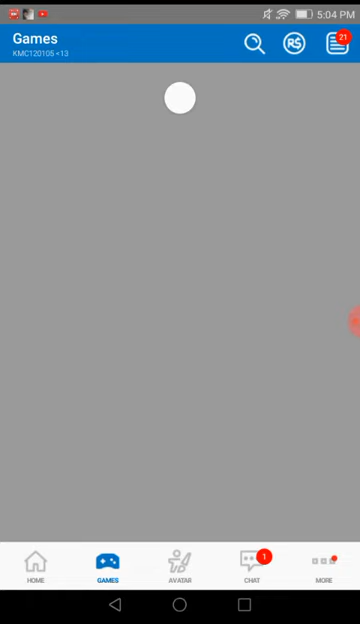 5:04 PM
Games
KMC120105 <13
R$
21
1
HOME
GAMES
AVATAR
CHAT
MORE